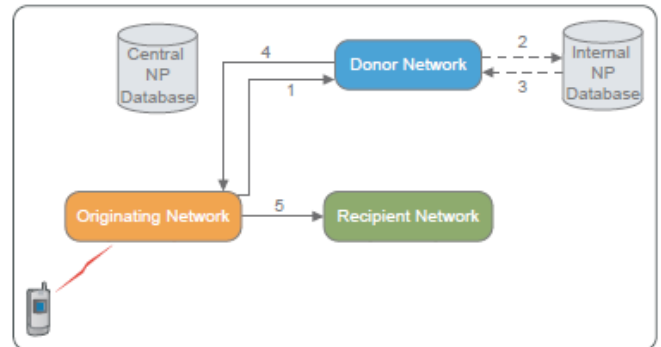 Central
NP
Database
4
1
Donor Network
2
3
Internal
NP
Database
Originating Network
5
Recipient Network